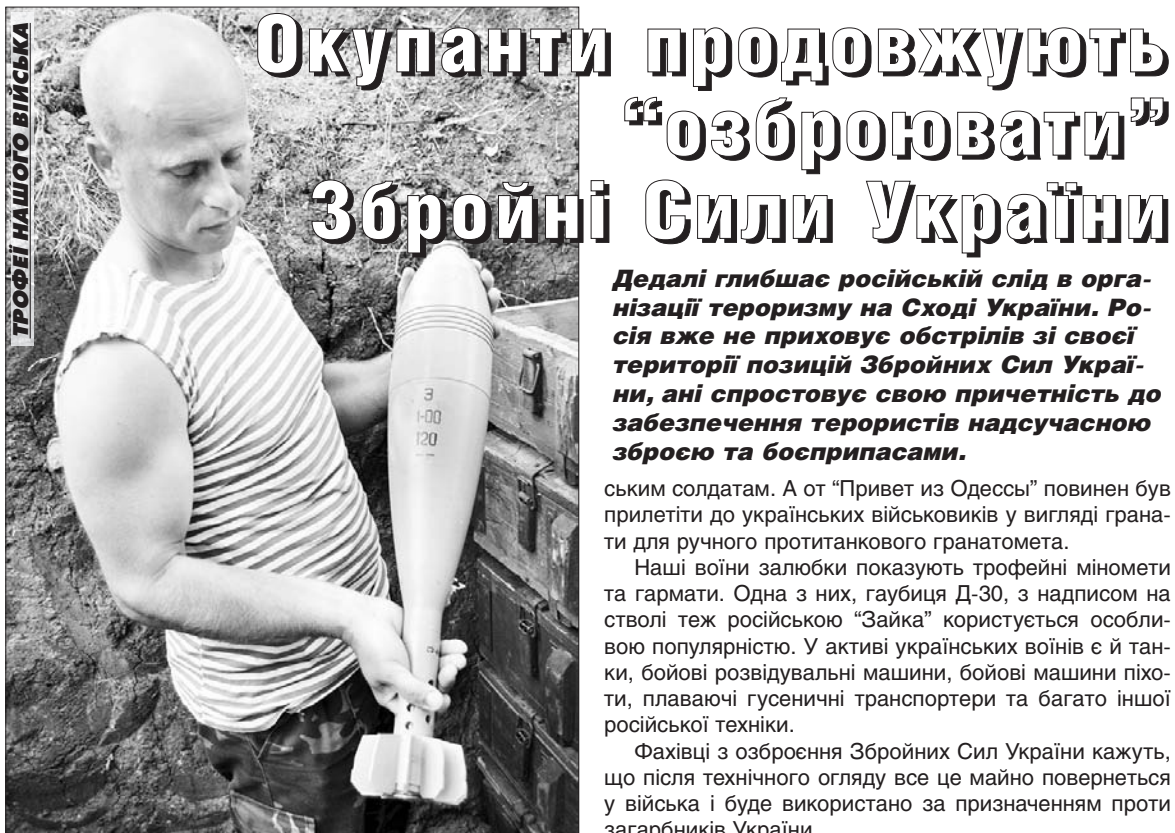 ТРОФЕЇ НАШОГО ВІЙСЬКА
Окупанти продовжують
“озброювати”
Збройні Сили України
Дедалі глибшає російській слід в орга-
нізації тероризму на Сході України. Ро-
сія вже не приховує обстрілів зі своєї
території позицій Збройних Сил Украї-
ни, ані спростовує свою причетність до
забезпечення терористів надсучасною
зброєю та боєприпасами.
ським солдатам. А от “Привет из Одессы” повинен був
прилетіти до українських військовиків у вигляді грана-
ти для ручного протитанкового гранатомета.
Наші воїни залюбки показують трофейні міномети
та гармати. Одна з них, гаубиця Д-30, з надписом на
стволі теж російською “Зайка” користується особли-
вою популярністю. У активі українських воїнів є й тан-
ки, бойові розвідувальні машини, бойові машини піхо-
ти, плаваючі гусеничні транспортери та багато іншої
російської техніки.
Фахівці з озброєння Збройних Сил України кажуть,
що після технічного огляду все це майно повернеться
у війська і буде використано за призначенням проти
загарбників України.
З
1-00
120